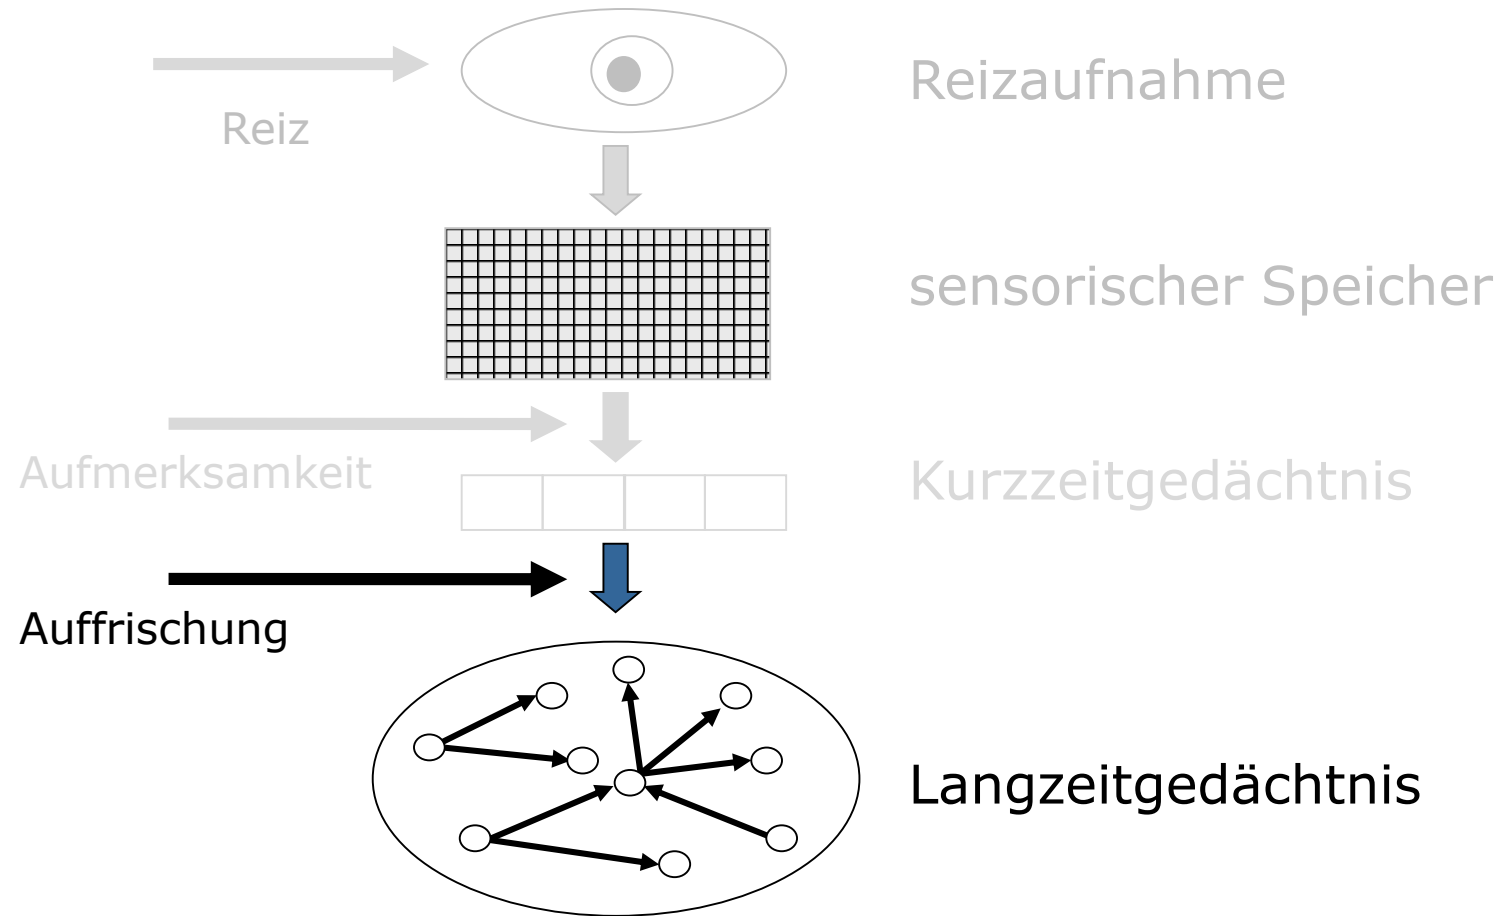 Reizaufnahme
Reiz
sensorischer Speicher
Aufmerksamkeit
Kurzzeitgedächtnis
Auffrischung
Langzeitgedächtnis